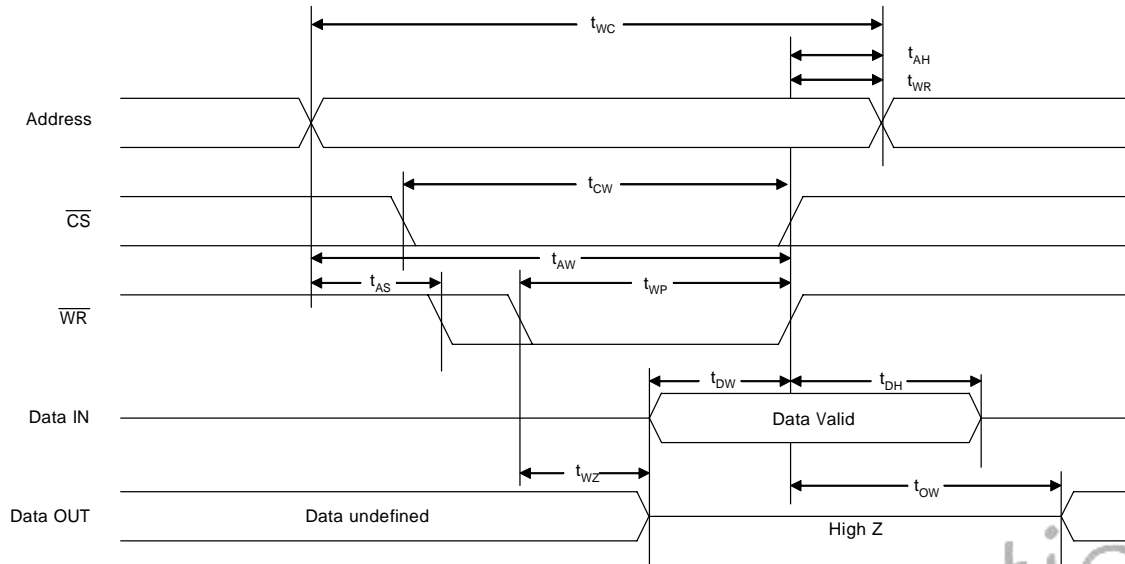 tWC
tAH
tWR
Address
tCW
CS
tAW
tAS
tWP
WR
tDW
tDH
Data IN
Data Valid
tWZ
tOW
Data OUT
Data undefined
High Z